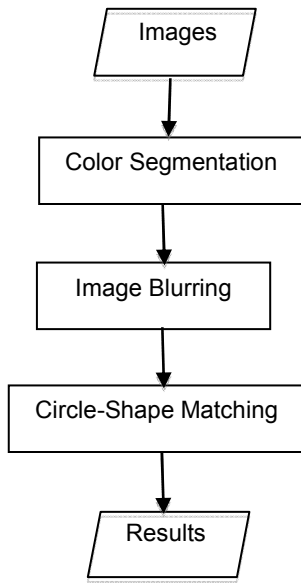 Images
Color Segmentation
Image Blurring
Circle-Shape Matching
Results